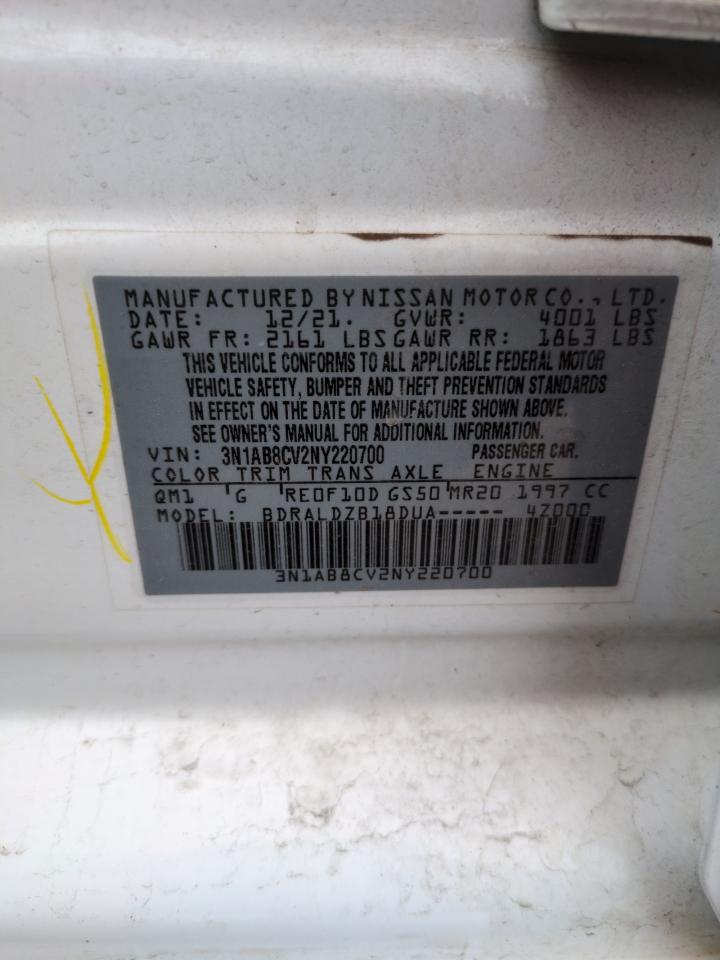 MANUFACTURED BY NISSAN MOTOR CO., LTD.
DATE: 12/21. GVWR: 4001 LBS
GAWR FR: 2161 LBS GAWR RR: 1863 LBS
THIS VEHICLE CONFORMS TO ALL APPLICABLE FEDERAL MOTOR
VEHICLE SAFETY, BUMPER AND THEFT PREVENTION STANDARDS
IN EFFECT ON THE DATE OF MANUFACTURE SHOWN ABOVE.
SEE OWNER'S MANUAL FOR ADDITIONAL INFORMATION.
VIN: 3N1AB8CV2NY220700 PASSENGER CAR.
COLOR TRIM TRANS AXLE ENGINE
QM1 G RE0F10D GS50 MR20 1997 CC
MODEL: BDRALDZB18DUA----- 4Z000
3N1AB8CV2NY220700